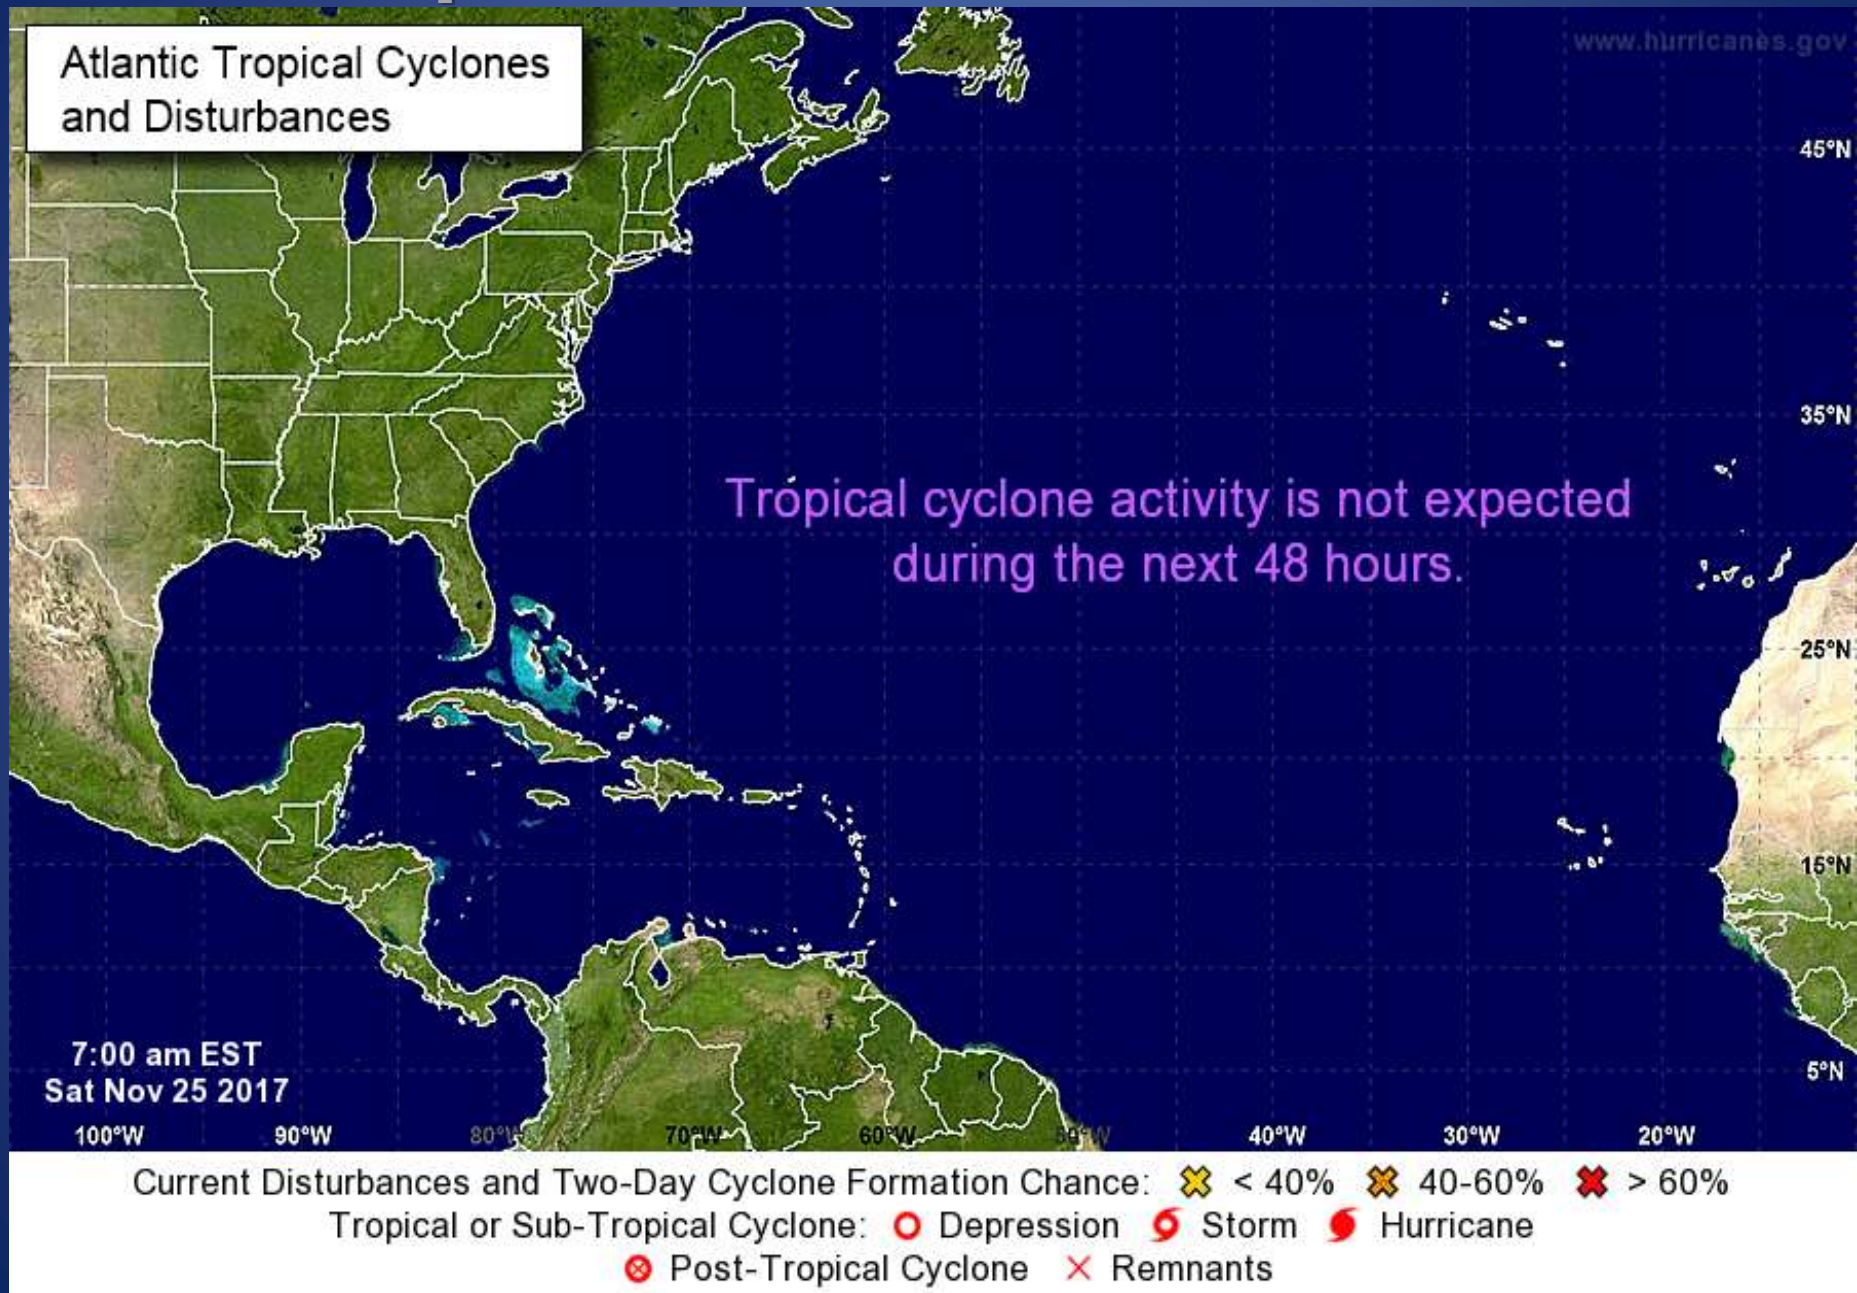 Atlantic Tropical Cyclones
and Disturbances
www.hurricanes.gov
45°N
35°N
Tropical cyclone activity is not expected
during the next 48 hours.
25°N
15°N
7:00 am EST
Sat Nov 25 2017
5°N
100°W 90°W 80°W 70°W 60°W 50°W 40°W 30°W 20°W
Current Disturbances and Two-Day Cyclone Formation Chance: < 40% 40-60% > 60%
Tropical or Sub-Tropical Cyclone: Depression Storm Hurricane
Post-Tropical Cyclone Remnants